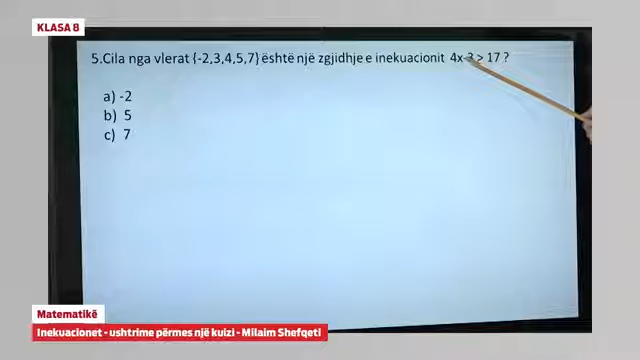 KLASA 8
5.Cila nga vlerat {-2,3,4,5,7} është një zgjidhje e inekuacionit 4x-3 > 17 ?
a) -2
b) 5
c) 7
Matematikë
Inekuacionet - ushtrime përmes një kuizi - Milaim Shefqeti